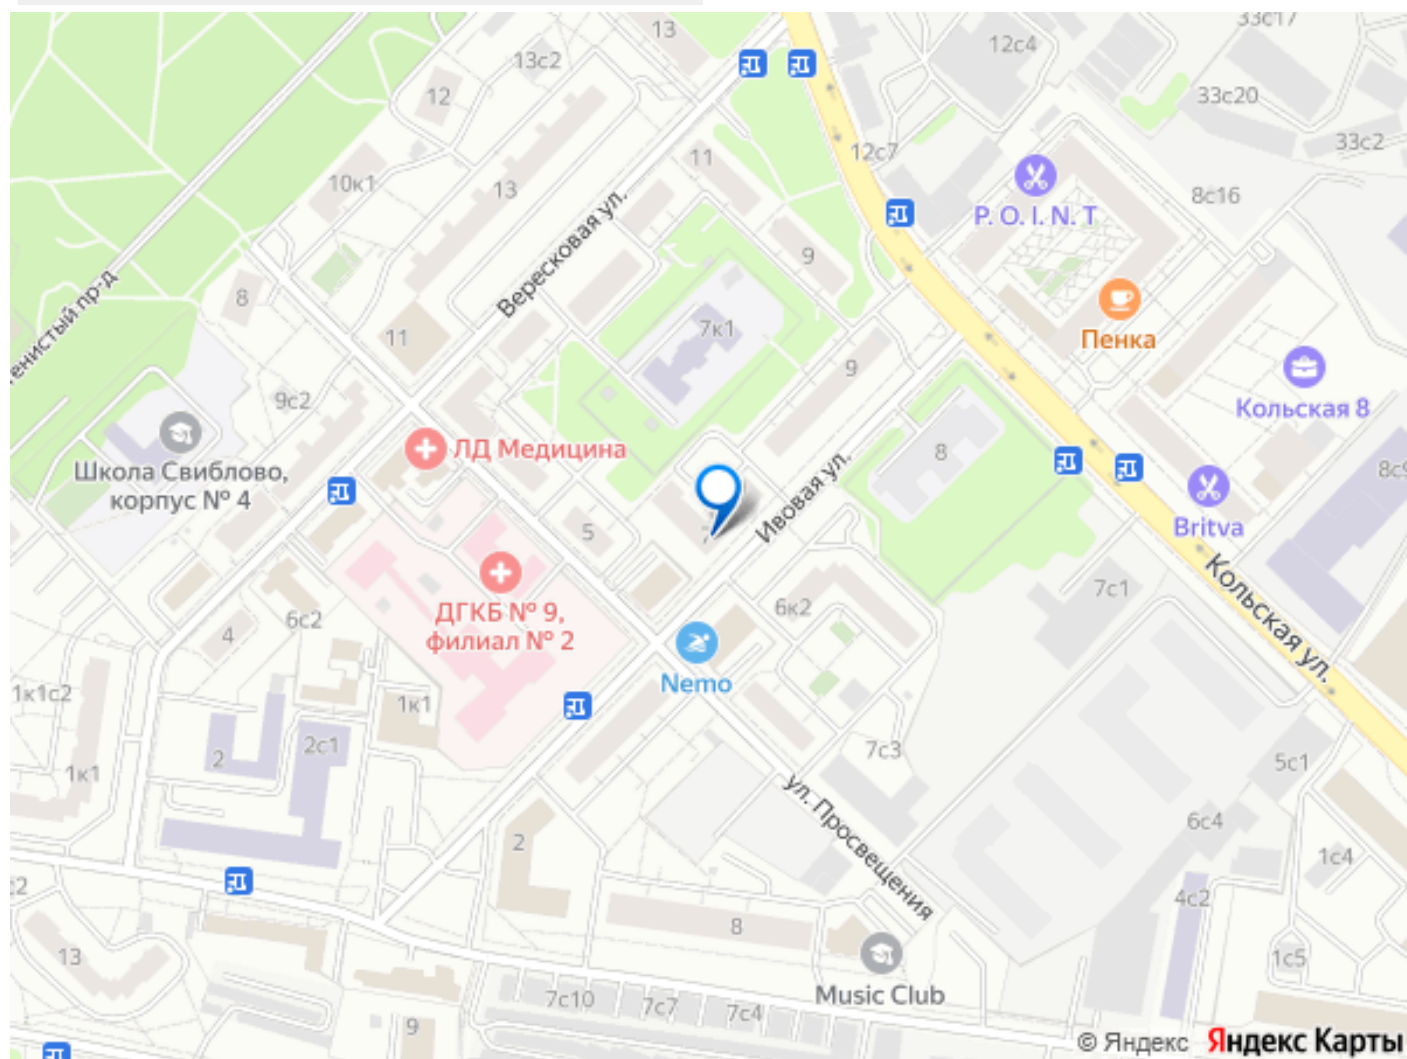 13
33с17
12с4
13с2
12
33с20
33с2
12с7
11
10к1
13
8с16
P. O. I. N. T
Вересковая ул.
9
8
7к1
Пенка
11
9
9с2
Кольская 8
ЛД Медицина
8
Школа Свиблово,
корпус № 4
Ивовая ул.
Britva
5
ДГКБ № 9,
филиал № 2
6к2
7с1
Кольская ул.
4
6с2
Nemo
1к1с2
1к1
2с1
2
7с3
1к1
5с1
ул. Просвещения
6с4
2
1с4
4с2
8
13
1с5
Music Club
7с10
7с7
7с4
9
© Яндекс Яндекс Карты